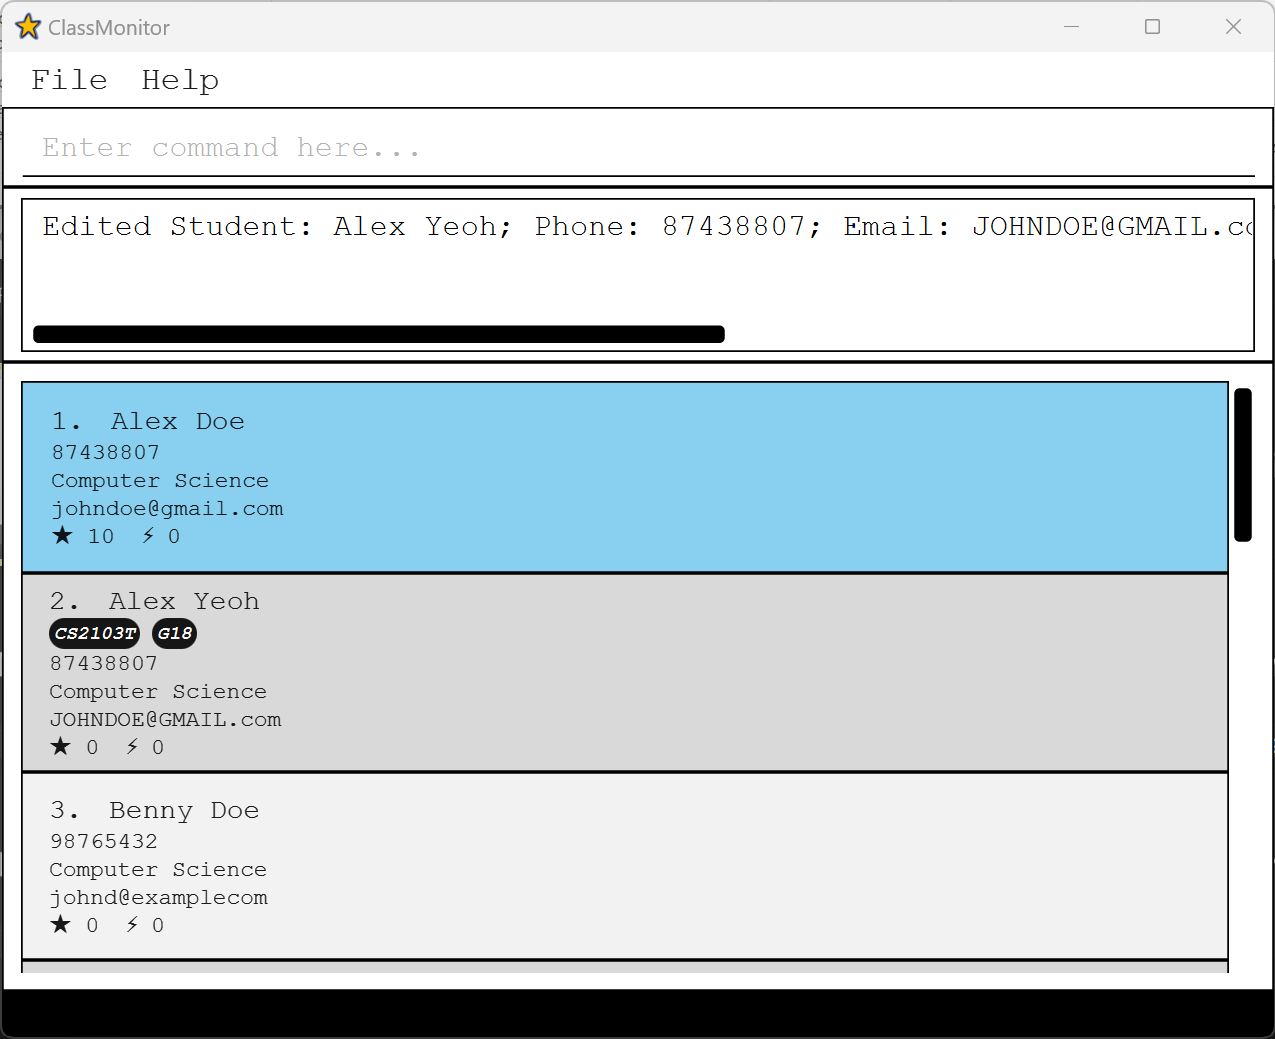 ClassMonitor
File Help
Enter command here...
Edited Student: Alex Yeoh; Phone: 87438807; Email: JOHNDOE@GMAIL.co
1. Alex Doe
87438807
Computer Science
johndoe@gmail.com
★ 10 ⚡ 0
2. Alex Yeoh
CS2103T G18
87438807
Computer Science
JOHNDOE@GMAIL.com
★ 0 ⚡ 0
3. Benny Doe
98765432
Computer Science
johnd@examplecom
★ 0 ⚡ 0